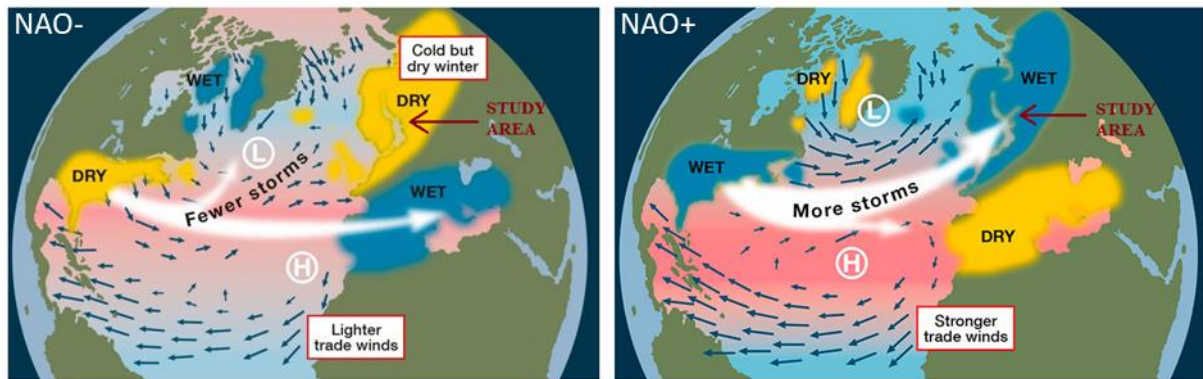 NAO-
WET
Cold but
dry winter
DRY
STUDY
AREA
L
DRY
Fewer storms
WET
H
Lighter
trade winds
NAO+
DRY
WET
L
STUDY
AREA
WET
More storms
DRY
H
Stronger
trade winds